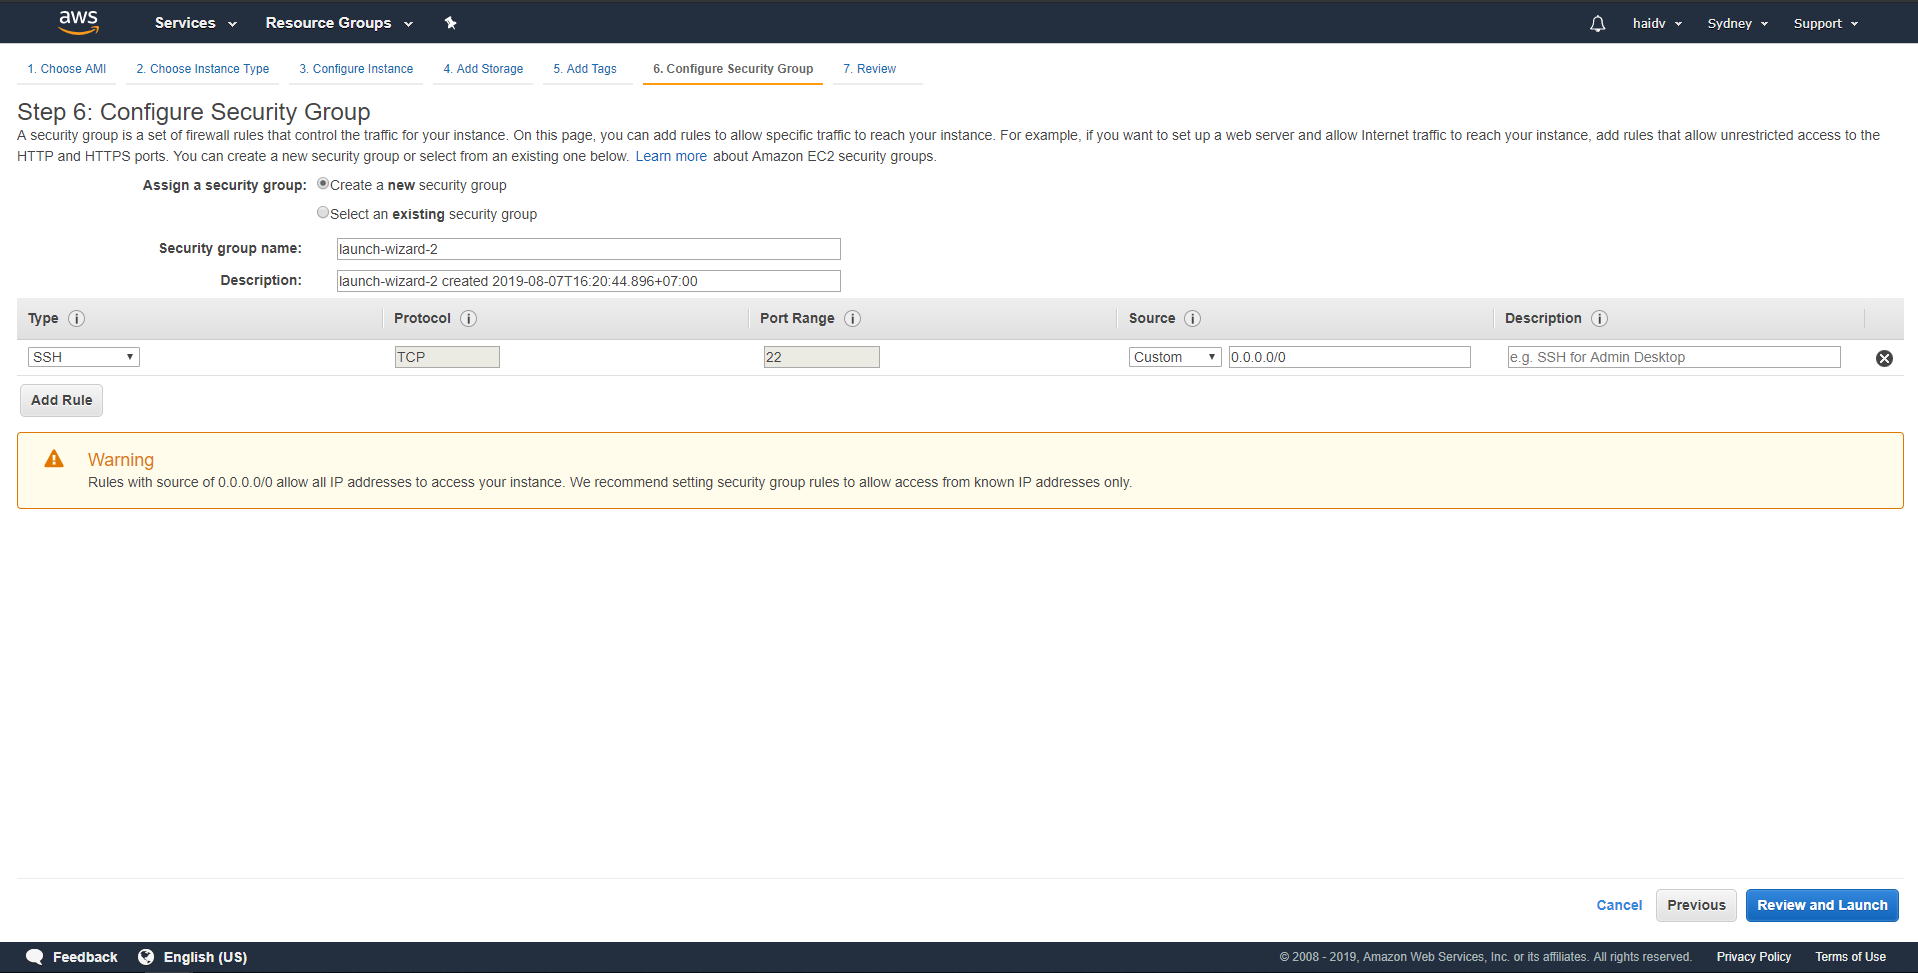 aws Services Resource Groups haidv Sydney Support
1. Choose AMI 2. Choose Instance Type 3. Configure Instance 4. Add Storage 5. Add Tags 6. Configure Security Group 7. Review
Step 6: Configure Security Group
A security group is a set of firewall rules that control the traffic for your instance. On this page, you can add rules to allow specific traffic to reach your instance. For example, if you want to set up a web server and allow Internet traffic to reach your instance, add rules that allow unrestricted access to the
HTTP and HTTPS ports. You can create a new security group or select from an existing one below. Learn more about Amazon EC2 security groups.
Assign a security group: Create a new security group
Select an existing security group
Security group name: launch-wizard-2
Description: launch-wizard-2 created 2019-08-07T16:20:44.896+07:00
Type i Protocol i Port Range i Source i Description i
SSH TCP 22 Custom 0.0.0.0/0 e.g. SSH for Admin Desktop
Add Rule
Warning
Rules with source of 0.0.0.0/0 allow all IP addresses to access your instance. We recommend setting security group rules to allow access from known IP addresses only.
Cancel Previous Review and Launch
Feedback English (US) © 2008 - 2019, Amazon Web Services, Inc. or its affiliates. All rights reserved. Privacy Policy Terms of Use